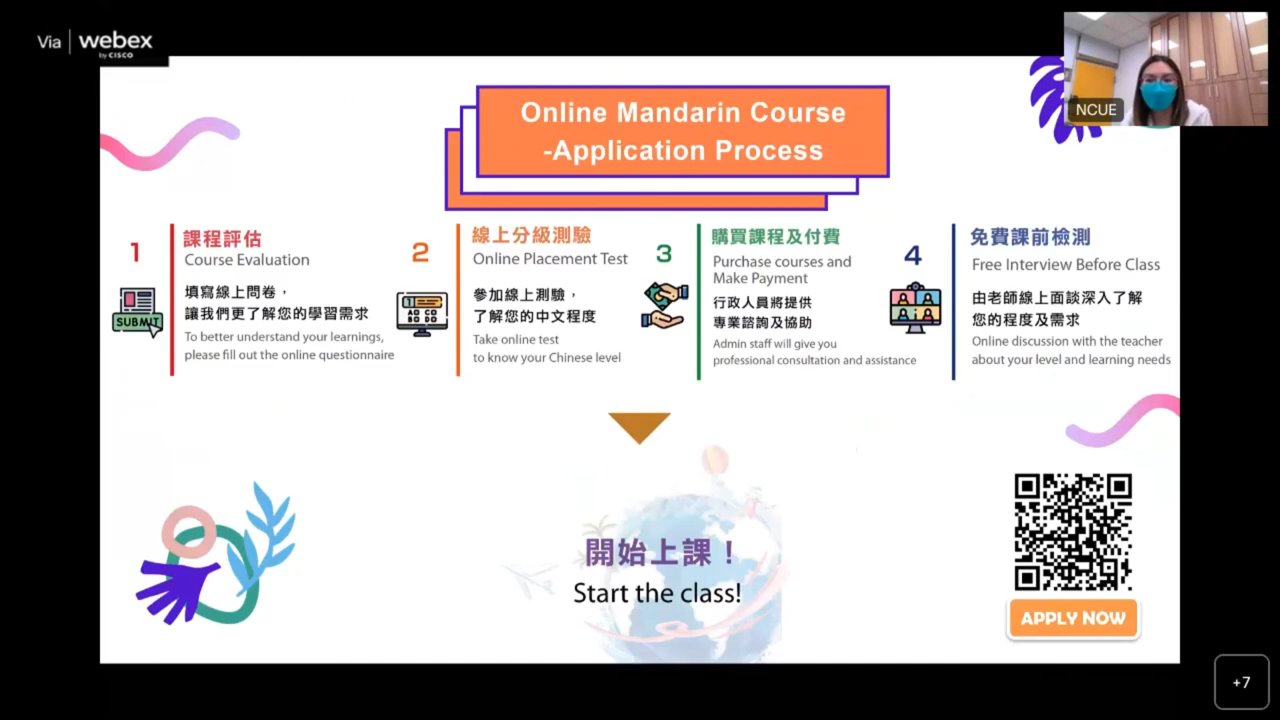 Via webex
by CISCO
NCUE
Online Mandarin Course
-Application Process
1
課程評估
Course Evaluation
填寫線上問卷，
讓我們更了解您的學習需求
To better understand your learnings,
please fill out the online questionnaire
SUBMIT
2
線上分級測驗
Online Placement Test
參加線上測驗，
了解您的中文程度
Take online test
to know your Chinese level
3
購買課程及付費
Purchase courses and
Make Payment
行政人員將提供
專業諮詢及協助
Admin staff will give you
professional consultation and assistance
4
免費課前檢測
Free Interview Before Class
由老師線上面談深入了解
您的程度及需求
Online discussion with the teacher
about your level and learning needs
開始上課！
Start the class!
APPLY NOW
+7